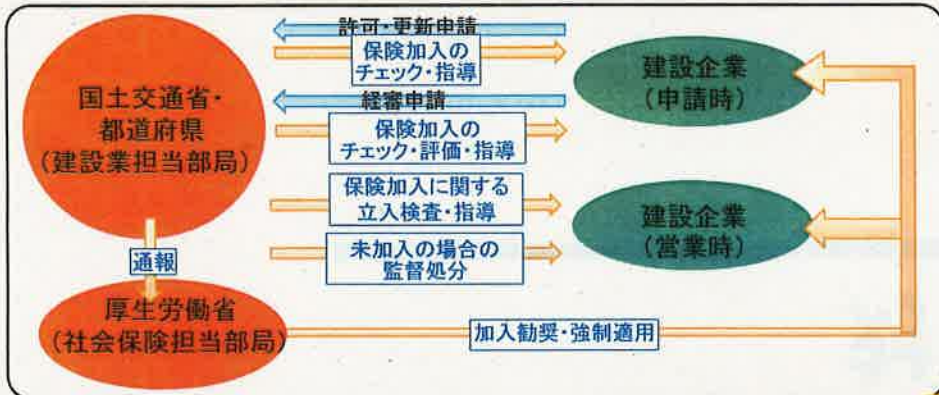 許可・更新申請
保険加入の
チェック・指導
経審申請
保険加入の
チェック・評価・指導
保険加入に関する
立入検査・指導
未加入の場合の
監督処分
国土交通省・
都道府県
(建設業担当部局)
建設企業
(申請時)
建設企業
(営業時)
通報
厚生労働省
(社会保険担当部局)
加入勧奨・強制適用